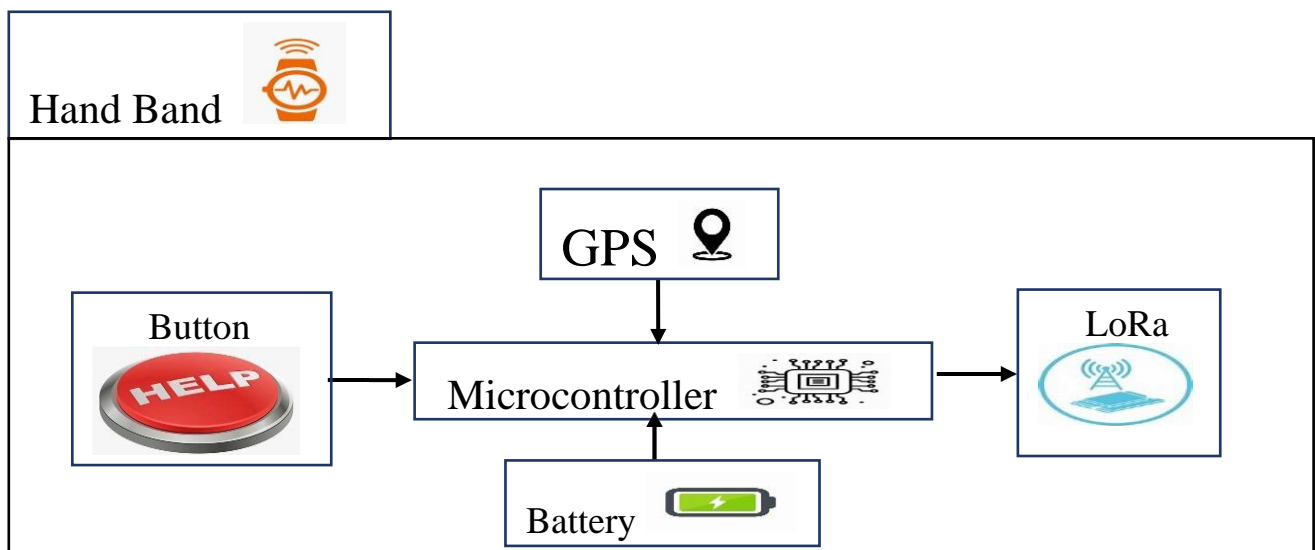 Hand Band
GPS
Button
HELP
LoRa
Microcontroller
Battery